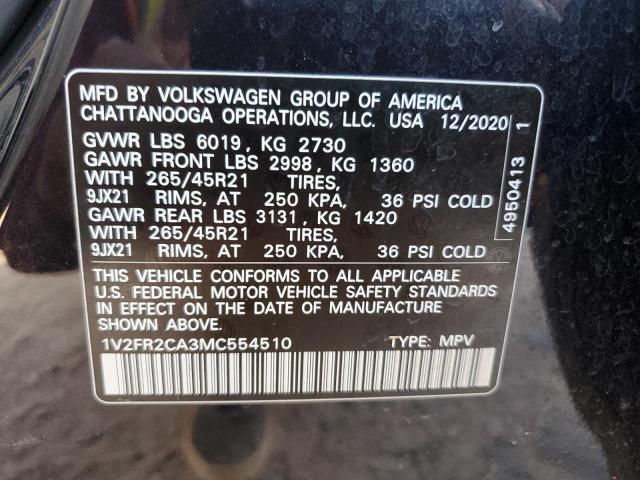 MFD BY VOLKSWAGEN GROUP OF AMERICA
CHATTANOOGA OPERATIONS, LLC. USA 12/2020
GVWR LBS 6019, KG 2730
GAWR FRONT LBS 2998, KG 1360
WITH 265/45R21 TIRES,
9JX21 RIMS, AT 250 KPA, 36 PSI COLD
GAWR REAR LBS 3131, KG 1420
WITH 265/45R21 TIRES,
9JX21 RIMS, AT 250 KPA, 36 PSI COLD
THIS VEHICLE CONFORMS TO ALL APPLICABLE
U.S. FEDERAL MOTOR VEHICLE SAFETY STANDARDS
IN EFFECT ON THE DATE OF MANUFACTURE
SHOWN ABOVE.
1V2FR2CA3MC554510 TYPE: MPV
4950413 1